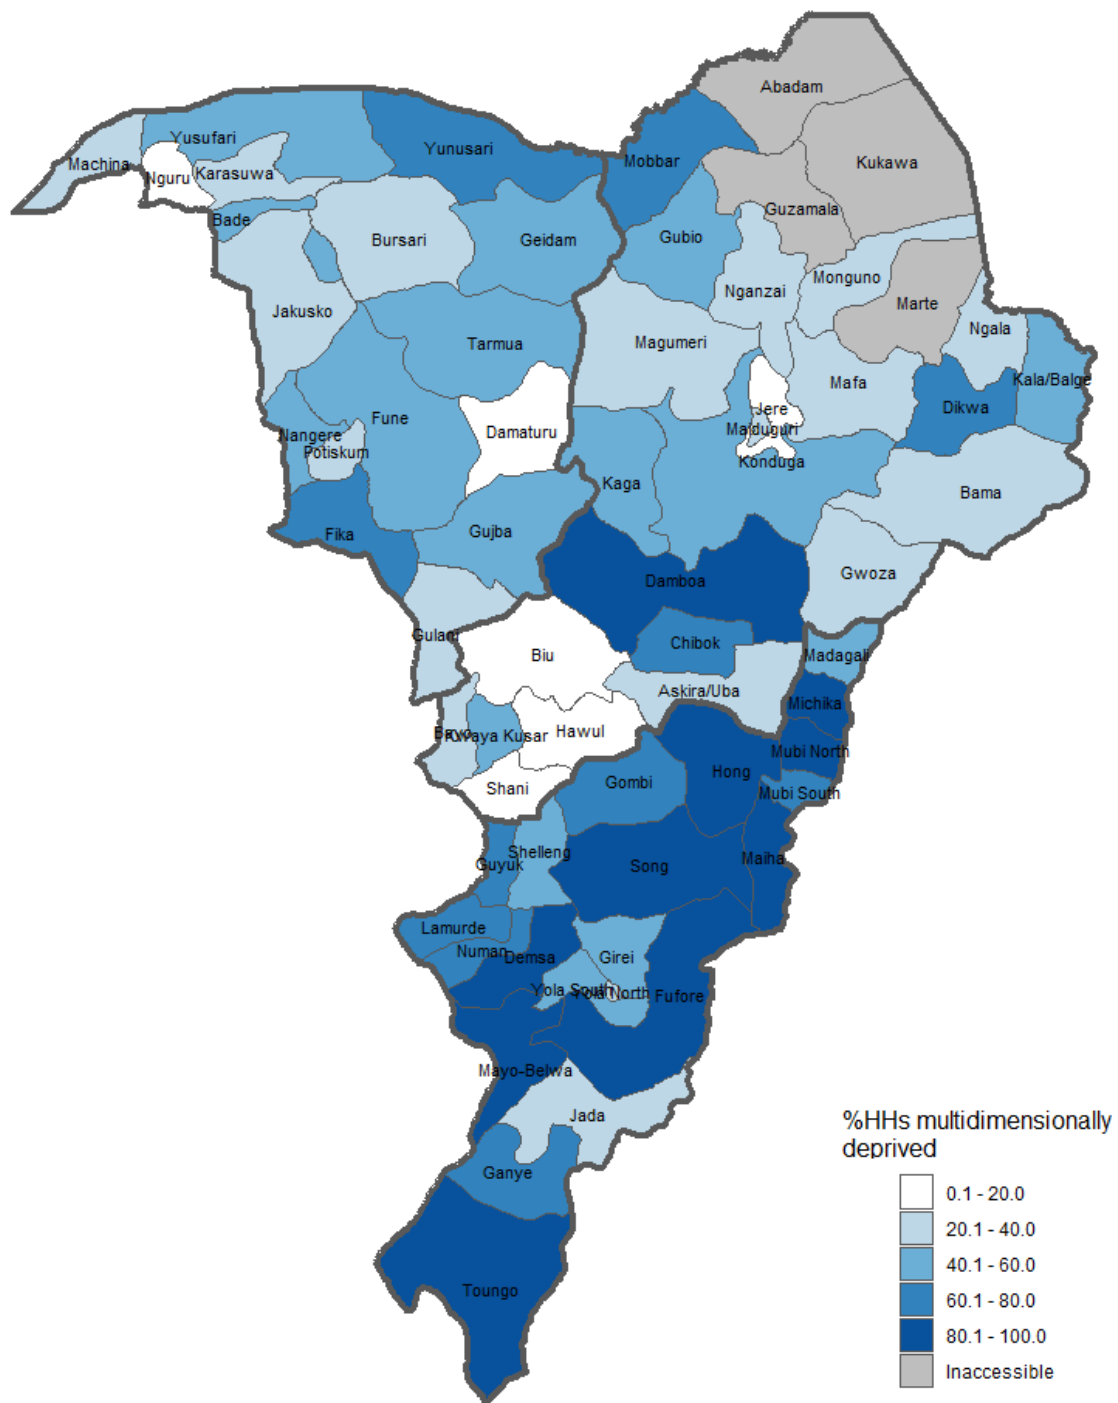 Abadam
Yusufari
Yunusari
Mobbar
Kukawa
Machina
Nguru
Karasuwa
Guzamala
Bade
Bursari
Geidam
Gubio
Monguno
Nganzai
Marte
Jakusko
Ngala
Tarmua
Magumeri
Mafa
Kala/Balge
Jere
Dikwa
Fune
Damaturu
Maiduguri
Nangere
Potiskum
Konduga
Kaga
Bama
Fika
Gujba
Gwoza
Damboa
Gulani
Biu
Chibok
Madagali
Askira/Uba
Michika
Bayo
Kwaya Kusar
Hawul
Mubi North
Hong
Shani
Gombi
Mubi South
Shelleng
Guyuk
Song
Maiha
Lamurde
Numan
Demsa
Girei
Yola South
Yola North
Fufore
Mayo-Belwa
Jada
Ganye
Toungo
%HHs multidimensionally
deprived
0.1 - 20.0
20.1 - 40.0
40.1 - 60.0
60.1 - 80.0
80.1 - 100.0
Inaccessible